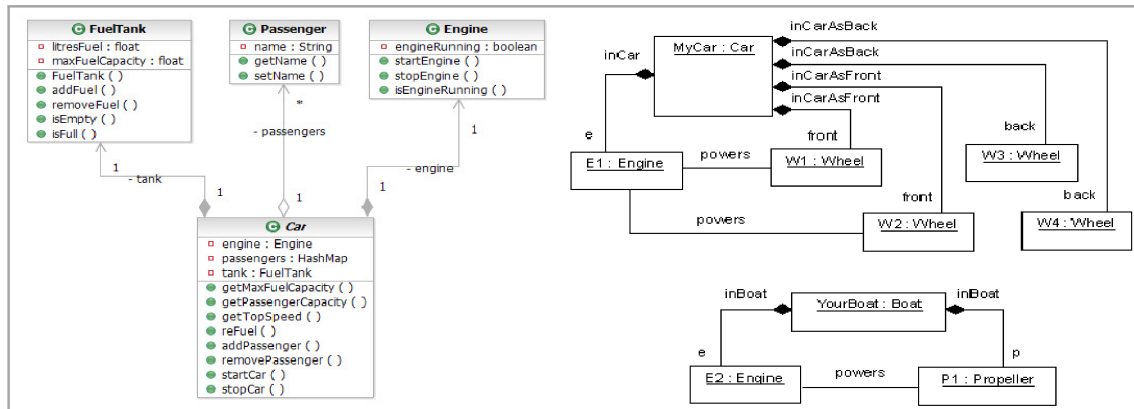 FuelTank
litresFuel : float
maxFuelCapacity : float
FuelTank ( )
addFuel ( )
removeFuel ( )
isEmpty ( )
isFull ( )
Passenger
name : String
getName ( )
setName ( )
Engine
engineRunning : boolean
startEngine ( )
stopEngine ( )
isEngineRunning ( )
1
- tank
1
*
- passengers
1
1
- engine
1
Car
engine : Engine
passengers : HashMap
tank : FuelTank
getMaxFuelCapacity ( )
getPassengerCapacity ( )
getTopSpeed ( )
reFuel ( )
addPassenger ( )
removePassenger ( )
startCar ( )
stopCar ( )
inCar
MyCar : Car
inCarAsBack
inCarAsBack
inCarAsFront
inCarAsFront
e
front
back
E1 : Engine
powers
W1 : Wheel
W3 : Wheel
front
back
powers
W2 : Wheel
W4 : Wheel
inBoat
YourBoat : Boat
inBoat
e
p
E2 : Engine
powers
P1 : Propeller